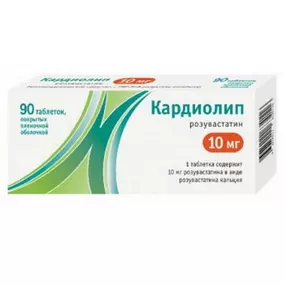 90 таблеток,
покрытых
пленочной
оболочкой
10 мг
90 таблеток
Кардиолип
розувастатин
10 мг
1 таблетка содержит
10 мг розувастатина в виде
розувастатина кальция